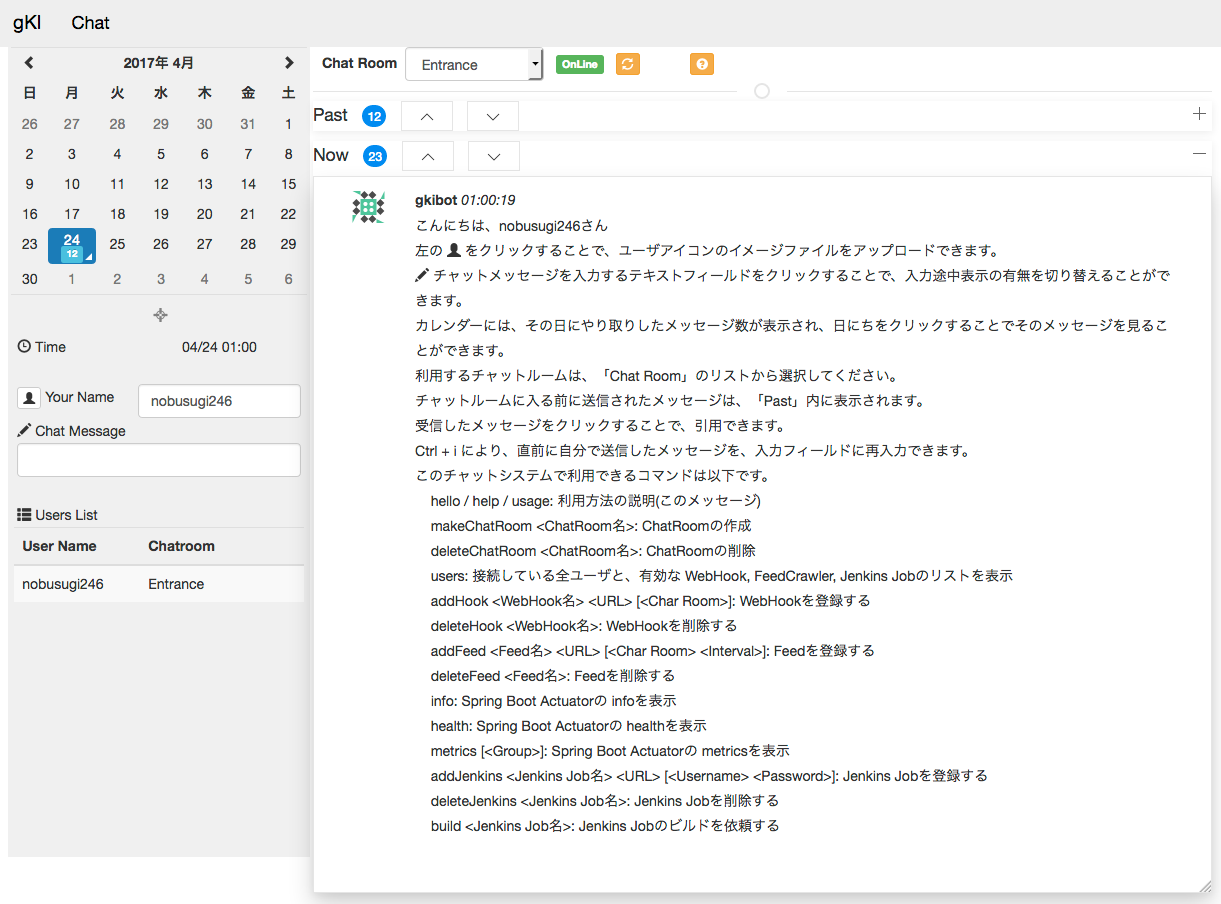 gKI Chat
2017年 4月
日 月 火 水 木 金 土
26 27 28 29 30 31 1
2 3 4 5 6 7 8
9 10 11 12 13 14 15
16 17 18 19 20 21 22
23 24 25 26 27 28 29
12
30 1 2 3 4 5 6
Time 04/24 01:00
Your Name nobusugi246
Chat Message
Users List
User Name Chatroom
nobusugi246 Entrance
Chat Room Entrance OnLine
Past 12
Now 23
gkibot 01:00:19
こんにちは、nobusugi246さん
左の をクリックすることで、ユーザアイコンのイメージファイルをアップロードできます。
チャットメッセージを入力するテキストフィールドをクリックすることで、入力途中表示の有無を切り替えることがで
きます。
カレンダーには、その日にやり取りしたメッセージ数が表示され、日にちをクリックすることでそのメッセージを見るこ
とができます。
利用するチャットルームは、「Chat Room」のリストから選択してください。
チャットルームに入る前に送信されたメッセージは、「Past」内に表示されます。
受信したメッセージをクリックすることで、引用できます。
Ctrl + i により、直前に自分で送信したメッセージを、入力フィールドに再入力できます。
このチャットシステムで利用できるコマンドは以下です。
hello / help / usage: 利用方法の説明(このメッセージ)
makeChatRoom <ChatRoom名>: ChatRoomの作成
deleteChatRoom <ChatRoom名>: ChatRoomの削除
users: 接続している全ユーザと、有効な WebHook, FeedCrawler, Jenkins Jobのリストを表示
addHook <WebHook名> <URL> [<Char Room>]: WebHookを登録する
deleteHook <WebHook名>: WebHookを削除する
addFeed <Feed名> <URL> [<Char Room> <Interval>]: Feedを登録する
deleteFeed <Feed名>: Feedを削除する
info: Spring Boot Actuatorの infoを表示
health: Spring Boot Actuatorの healthを表示
metrics [<Group>]: Spring Boot Actuatorの metricsを表示
addJenkins <Jenkins Job名> <URL> [<Username> <Password>]: Jenkins Jobを登録する
deleteJenkins <Jenkins Job名>: Jenkins Jobを削除する
build <Jenkins Job名>: Jenkins Jobのビルドを依頼する